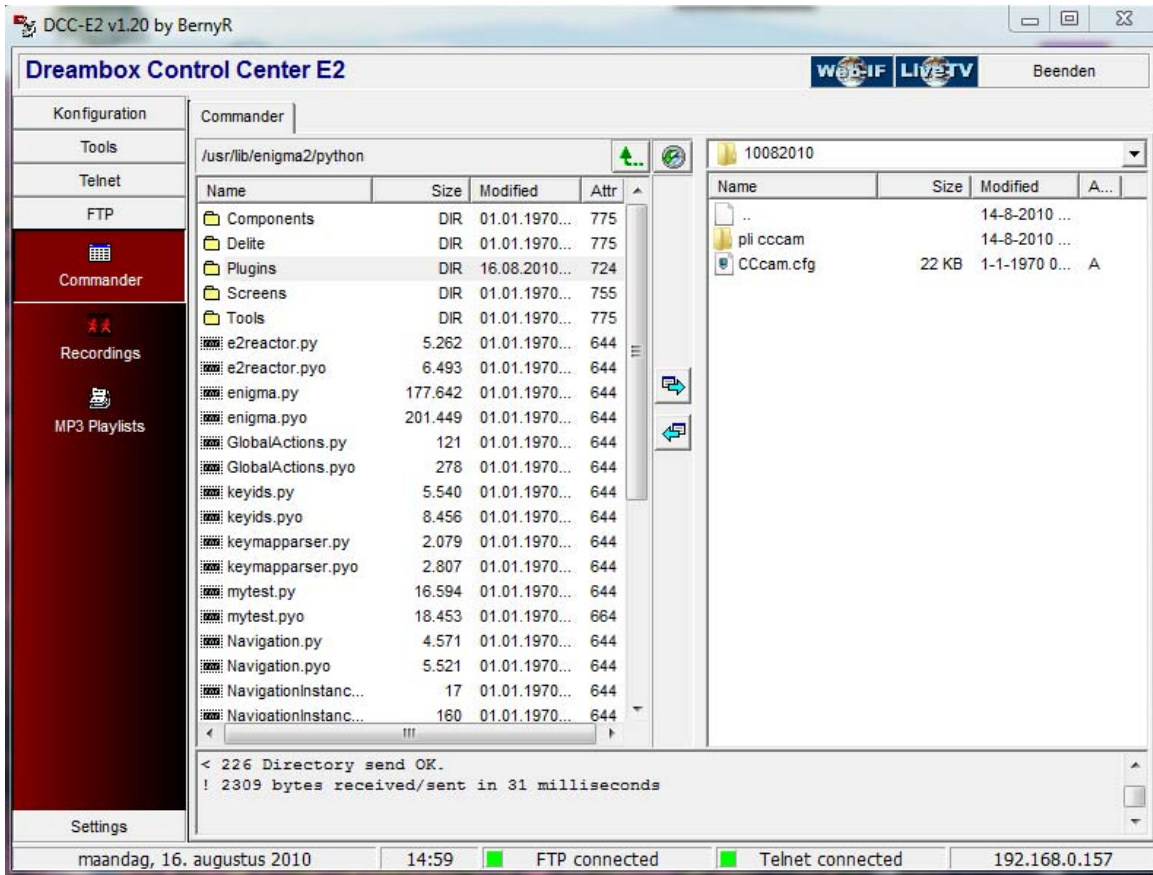 DCC-E2 v1.20 by BernyR
Dreambox Control Center E2
Web-IF LiveTV Beenden
Konfiguration
Tools
Telnet
FTP
Commander
Recordings
MP3 Playlists
Settings
Commander
/usr/lib/enigma2/python
Name Size Modified Attr
Components DIR 01.01.1970... 775
Delite DIR 01.01.1970... 775
Plugins DIR 16.08.2010... 724
Screens DIR 01.01.1970... 755
Tools DIR 01.01.1970... 775
e2reactor.py 5.262 01.01.1970... 644
e2reactor.pyo 6.493 01.01.1970... 644
enigma.py 177.642 01.01.1970... 644
enigma.pyo 201.449 01.01.1970... 644
GlobalActions.py 121 01.01.1970... 644
GlobalActions.pyo 278 01.01.1970... 644
keyids.py 5.540 01.01.1970... 644
keyids.pyo 8.456 01.01.1970... 644
keymapparser.py 2.079 01.01.1970... 644
keymapparser.pyo 2.807 01.01.1970... 644
mytest.py 16.594 01.01.1970... 644
mytest.pyo 18.453 01.01.1970... 664
Navigation.py 4.571 01.01.1970... 644
Navigation.pyo 5.521 01.01.1970... 644
NavigationInstanc... 17 01.01.1970... 644
NavigationInstanc... 160 01.01.1970... 644
10082010
Name Size Modified A...
.. 14-8-2010 ...
pli cccam 14-8-2010 ...
CCcam.cfg 22 KB 1-1-1970 0... A
< 226 Directory send OK.
! 2309 bytes received/sent in 31 milliseconds
maandag, 16. augustus 2010 14:59 FTP connected Telnet connected 192.168.0.157